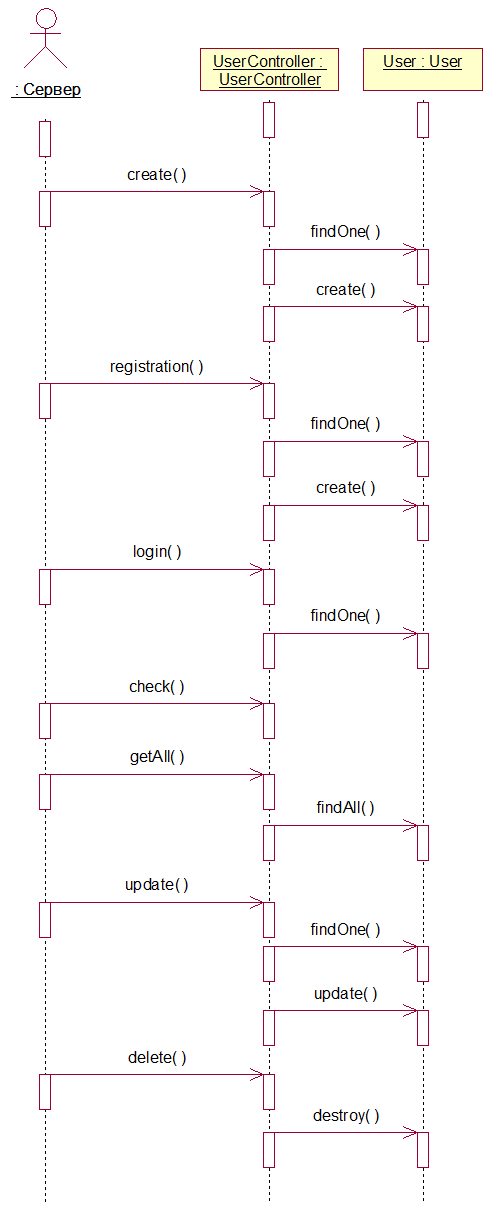 : Сервер
UserController :
UserController
User : User
create( )
findOne( )
create( )
registration( )
findOne( )
create( )
login( )
findOne( )
check( )
getAll( )
findAll( )
update( )
findOne( )
update( )
delete( )
destroy( )